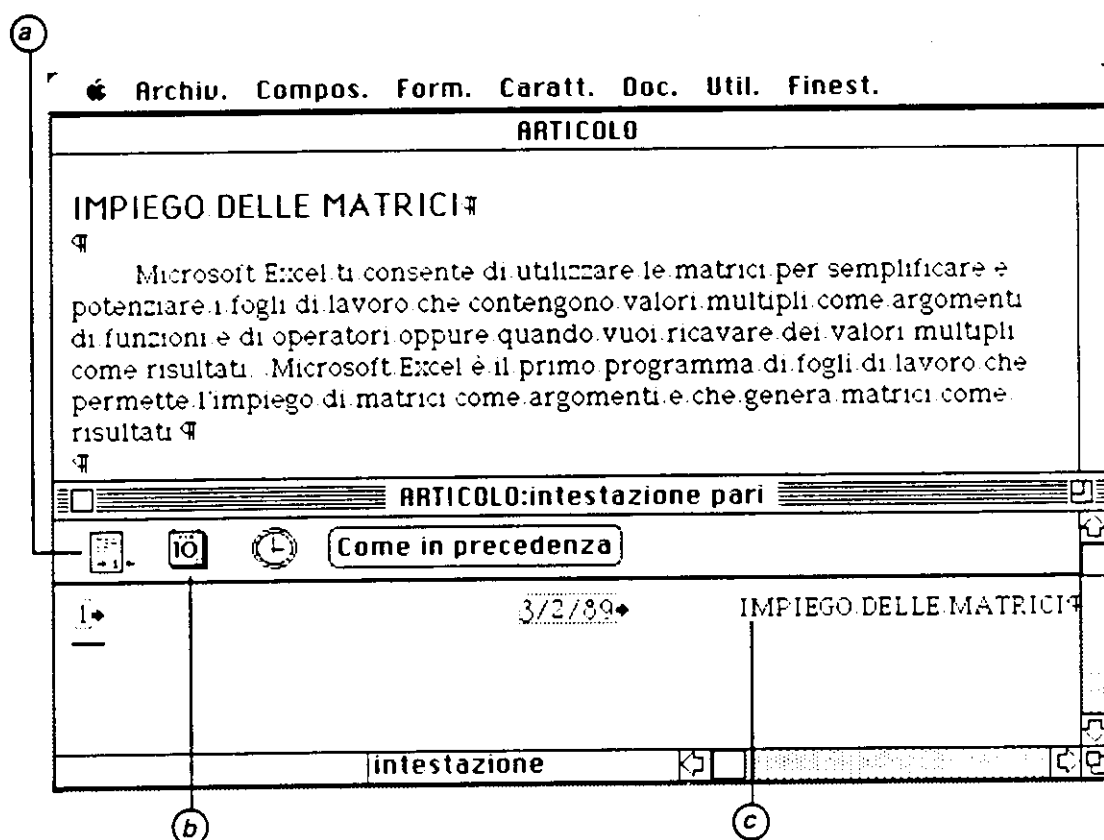 a
Archiv. Compos. Form. Caratt. Doc. Util. Finest.
ARTICOLO
IMPIEGO DELLE MATRICI¶
¶
Microsoft Excel ti consente di utilizzare le matrici per semplificare e
potenziare i fogli di lavoro che contengono valori multipli come argomenti
di funzioni e di operatori oppure quando vuoi ricavare dei valori multipli
come risultati. Microsoft Excel è il primo programma di fogli di lavoro che
permette l'impiego di matrici come argomenti e che genera matrici come
risultati ¶
¶
ARTICOLO:intestazione pari
10 Come in precedenza
1 3/2/89 IMPIEGO DELLE MATRICI¶
intestazione
b c